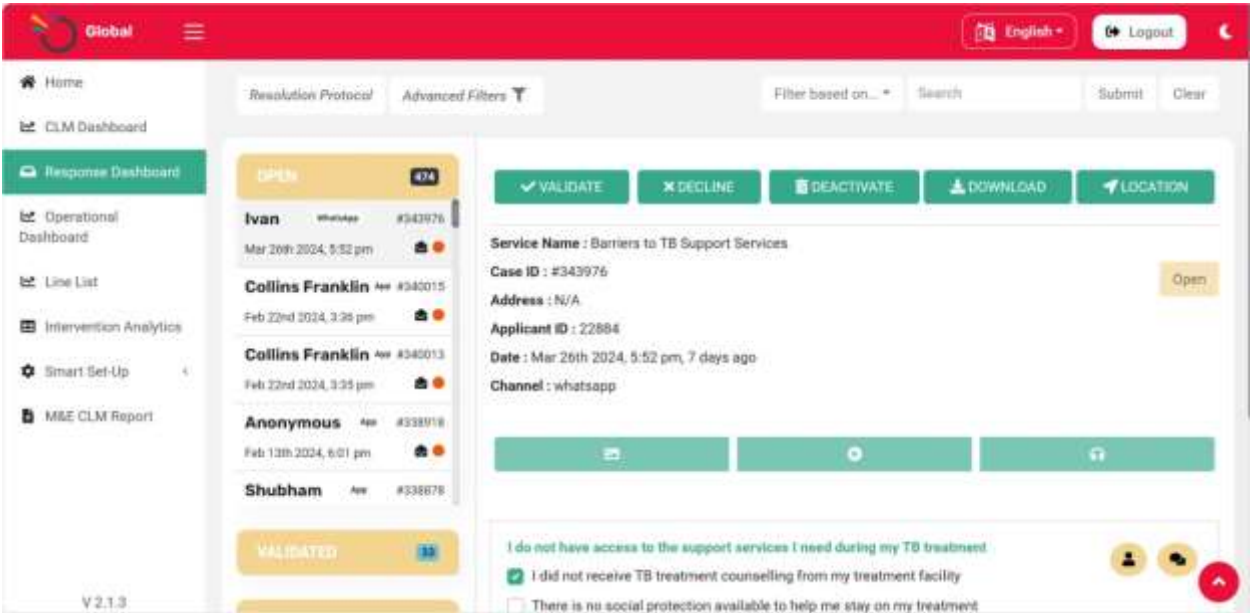 Global
English
Logout
Home
CLM Dashboard
Response Dashboard
Operational
Dashboard
Line List
Intervention Analytics
Smart Set-Up
M&E CLM Report
V 2.1.3
Resolution Protocol
Advanced Filters
Filter based on...
Search
Submit
Clear
OPEN 474
Ivan WhatsApp #343976
Mar 26th 2024, 5:52 pm
Collins Franklin App #340015
Feb 22nd 2024, 3:36 pm
Collins Franklin App #340013
Feb 22nd 2024, 3:35 pm
Anonymous App #338918
Feb 13th 2024, 6:01 pm
Shubham App #338878
VALIDATED 33
VALIDATE
DECLINE
DEACTIVATE
DOWNLOAD
LOCATION
Service Name : Barriers to TB Support Services
Case ID : #343976
Open
Address : N/A
Applicant ID : 22884
Date : Mar 26th 2024, 5:52 pm, 7 days ago
Channel : whatsapp
I do not have access to the support services I need during my TB treatment
I did not receive TB treatment counselling from my treatment facility
There is no social protection available to help me stay on my treatment